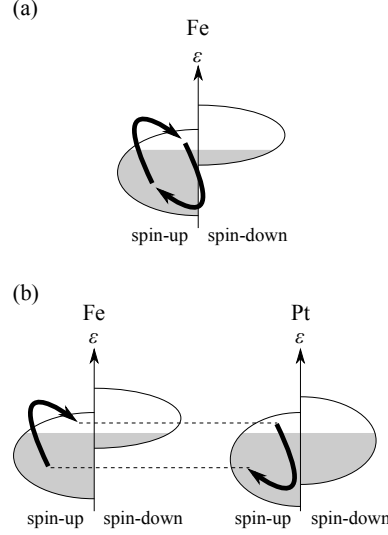 (a)
Fe
ε
spin-up spin-down
(b)
Fe Pt
ε ε
spin-up spin-down spin-up spin-down